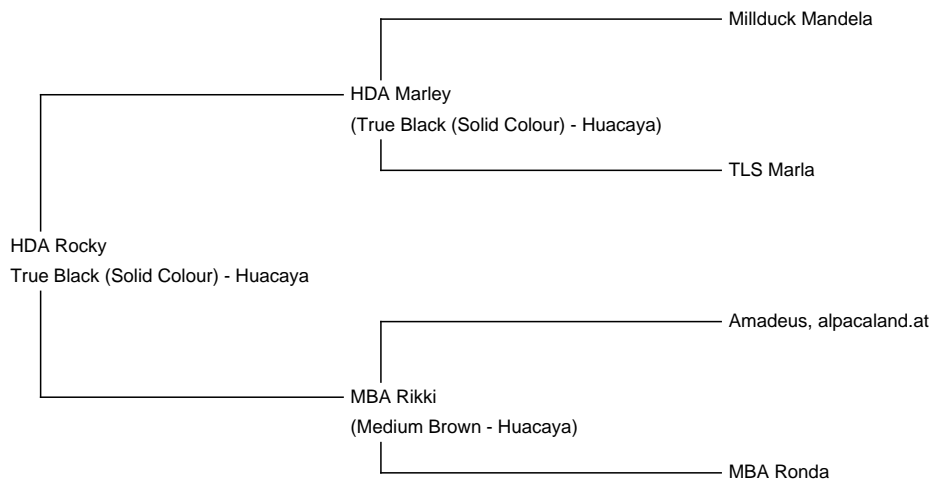 Millduck Mandela
HDA Marley
(True Black (Solid Colour) - Huacaya)
TLS Marla
HDA Rocky
True Black (Solid Colour) - Huacaya
Amadeus, alpacaland.at
MBA Rikki
(Medium Brown - Huacaya)
MBA Ronda